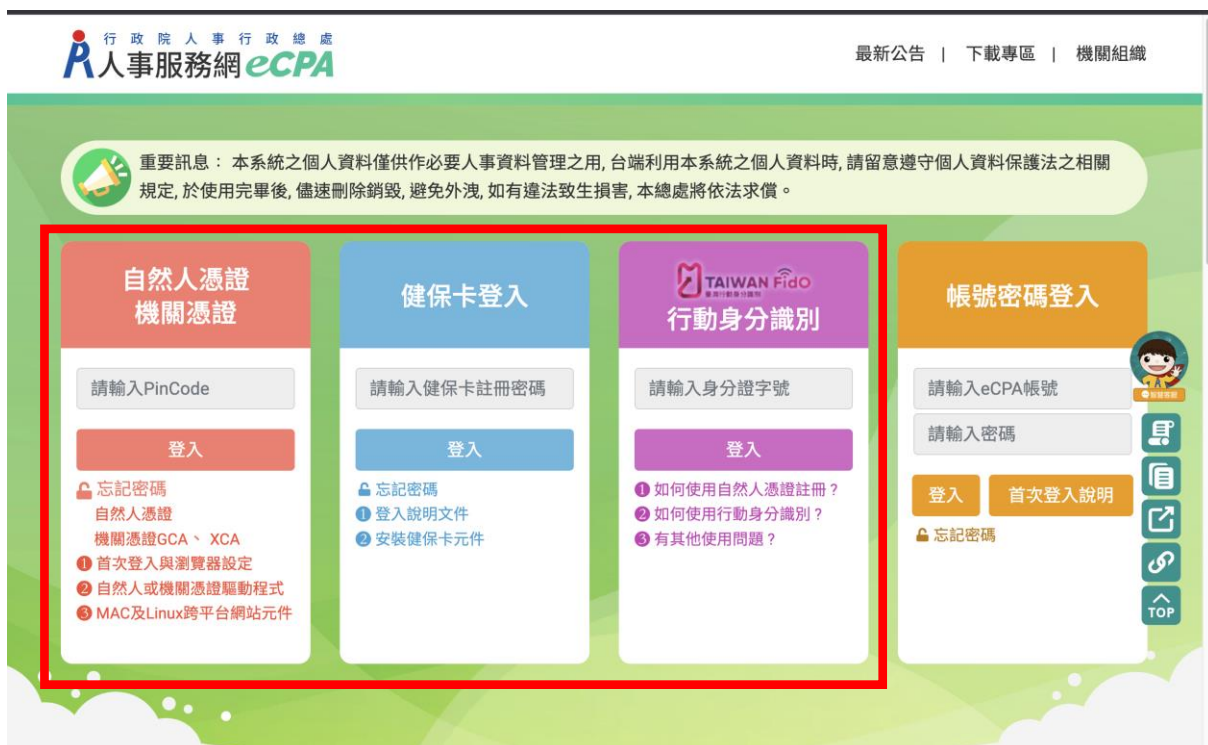 行政院人事行政總處
人事服務網 eCPA
最新公告 | 下載專區 | 機關組織
重要訊息： 本系統之個人資料僅供作必要人事資料管理之用, 台端利用本系統之個人資料時, 請留意遵守個人資料保護法之相關
規定, 於使用完畢後, 儘速刪除銷毀, 避免外洩, 如有違法致生損害, 本總處將依法求償。
自然人憑證
機關憑證
請輸入PinCode
登入
忘記密碼
自然人憑證
機關憑證GCA、 XCA
❶ 首次登入與瀏覽器設定
❷ 自然人或機關憑證驅動程式
❸ MAC及Linux跨平台網站元件
健保卡登入
請輸入健保卡註冊密碼
登入
忘記密碼
❶ 登入說明文件
❷ 安裝健保卡元件
TAIWAN FidO
行動身分識別
請輸入身分證字號
登入
❶ 如何使用自然人憑證註冊？
❷ 如何使用行動身分識別？
❸ 有其他使用問題？
帳號密碼登入
請輸入eCPA帳號
請輸入密碼
登入 首次登入說明
忘記密碼
TOP